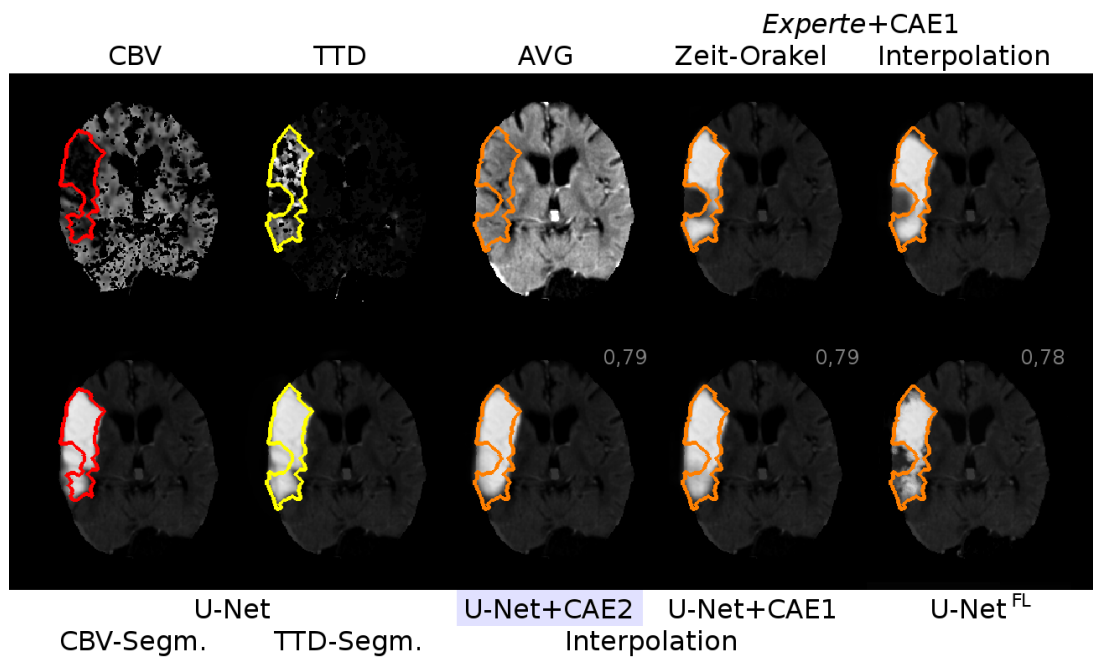 Experte+CAE1
CBV TTD AVG Zeit-Orakel Interpolation
0,79 0,79 0,78
U-Net U-Net+CAE2 U-Net+CAE1 U-Net FL
CBV-Segm. TTD-Segm. Interpolation